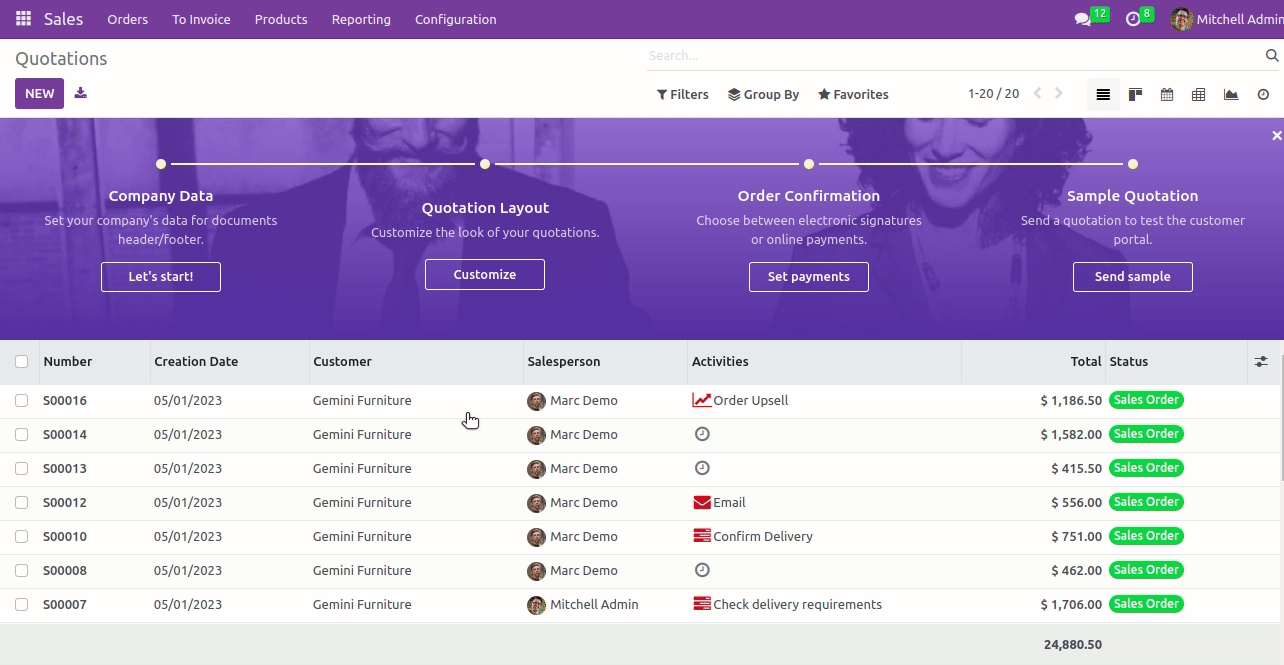 Sales Orders To Invoice Products Reporting Configuration 12 8 Mitchell Admin
Quotations Search...
NEW Filters Group By Favorites 1-20 / 20
Company Data
Set your company's data for documents
header/footer.
Let's start!
Quotation Layout
Customize the look of your quotations.
Customize
Order Confirmation
Choose between electronic signatures
or online payments.
Set payments
Sample Quotation
Send a quotation to test the customer
portal.
Send sample
Number Creation Date Customer Salesperson Activities Total Status
S00016 05/01/2023 Gemini Furniture Marc Demo Order Upsell $ 1,186.50 Sales Order
S00014 05/01/2023 Gemini Furniture Marc Demo $ 1,582.00 Sales Order
S00013 05/01/2023 Gemini Furniture Marc Demo $ 415.50 Sales Order
S00012 05/01/2023 Gemini Furniture Marc Demo Email $ 556.00 Sales Order
S00010 05/01/2023 Gemini Furniture Marc Demo Confirm Delivery $ 751.00 Sales Order
S00008 05/01/2023 Gemini Furniture Marc Demo $ 462.00 Sales Order
S00007 05/01/2023 Gemini Furniture Mitchell Admin Check delivery requirements $ 1,706.00 Sales Order
24,880.50